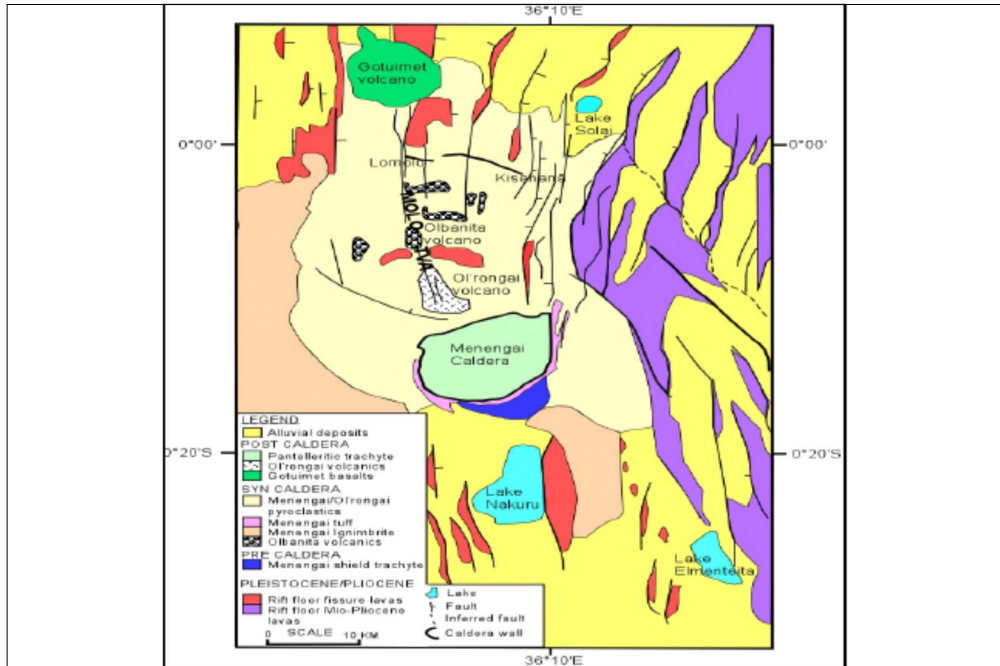 36°10'E
Gotuimet
volcano
Lake
Solai
0°00'
0°00'
Lomolo
Kisanana
MOLO TVA
Olbanita
volcano
Ol'rongai
volcano
Menengai
Caldera
LEGEND
Alluvial deposits
POST CALDERA
Pantelleritic trachyte
Ol'rongai volcanics
Gotuimet basalts
SYN CALDERA
Menengai/Ol'rongai
pyroclastics
Menengai tuff
Menengai Ignimbrite
Olbanita volcanics
PRE CALDERA
Menengai shield trachyte
PLEISTOCENE/PLIOCENE
Rift floor fissure lavas
Rift floor Mio-Pliocene
lavas
SCALE
0 10 KM
Lake
Fault
Inferred fault
Caldera wall
0°20'S
0°20'S
Lake
Nakuru
Lake
Elmenteita
36°10'E